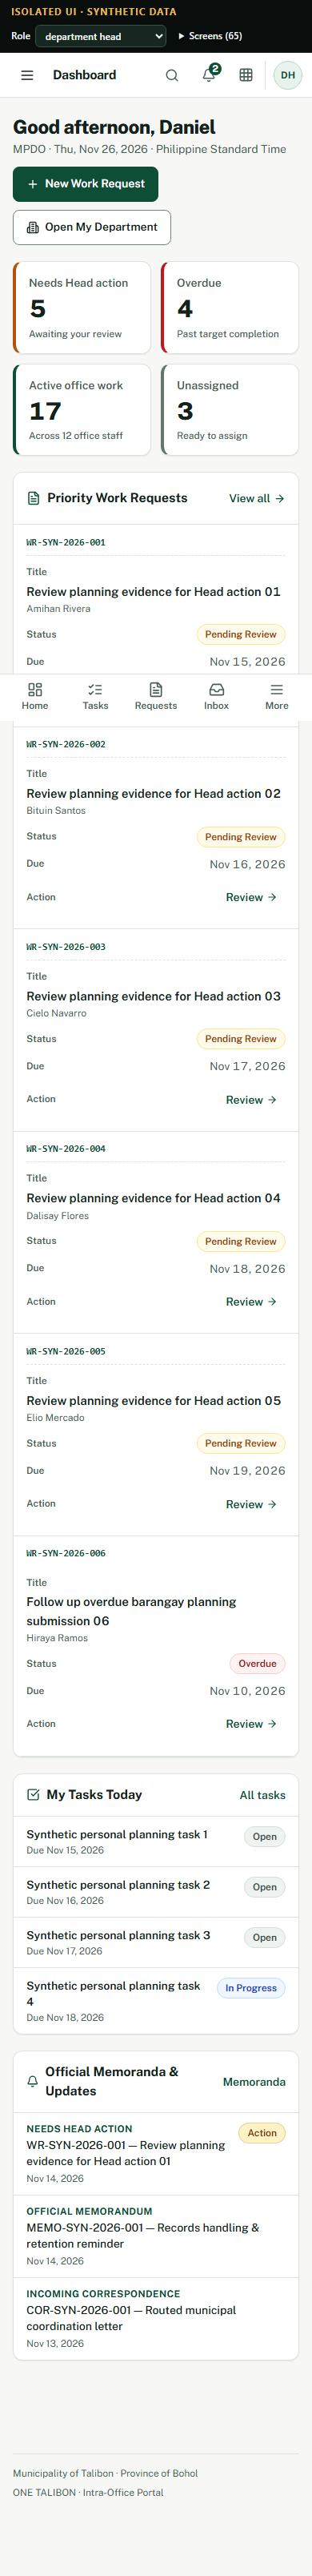 ISOLATED UI · SYNTHETIC DATA
Role department head Screens (65)
Dashboard 2 DH
Good afternoon, Daniel
MPDO · Thu, Nov 26, 2026 · Philippine Standard Time
New Work Request
Open My Department
Needs Head action
5
Awaiting your review
Overdue
4
Past target completion
Active office work
17
Across 12 office staff
Unassigned
3
Ready to assign
Priority Work Requests View all →
WR-SYN-2026-001
Title
Review planning evidence for Head action 01
Amihan Rivera
Status Pending Review
Due Nov 15, 2026
Home Tasks Requests Inbox More
WR-SYN-2026-002
Title
Review planning evidence for Head action 02
Bituin Santos
Status Pending Review
Due Nov 16, 2026
Action Review →
WR-SYN-2026-003
Title
Review planning evidence for Head action 03
Cielo Navarro
Status Pending Review
Due Nov 17, 2026
Action Review →
WR-SYN-2026-004
Title
Review planning evidence for Head action 04
Dalisay Flores
Status Pending Review
Due Nov 18, 2026
Action Review →
WR-SYN-2026-005
Title
Review planning evidence for Head action 05
Elio Mercado
Status Pending Review
Due Nov 19, 2026
Action Review →
WR-SYN-2026-006
Title
Follow up overdue barangay planning
submission 06
Hiraya Ramos
Status Overdue
Due Nov 10, 2026
Action Review →
My Tasks Today All tasks
Synthetic personal planning task 1 Open
Due Nov 15, 2026
Synthetic personal planning task 2 Open
Due Nov 16, 2026
Synthetic personal planning task 3 Open
Due Nov 17, 2026
Synthetic personal planning task In Progress
4
Due Nov 18, 2026
Official Memoranda &
Updates Memoranda
NEEDS HEAD ACTION Action
WR-SYN-2026-001 — Review planning
evidence for Head action 01
Nov 14, 2026
OFFICIAL MEMORANDUM
MEMO-SYN-2026-001 — Records handling &
retention reminder
Nov 14, 2026
INCOMING CORRESPONDENCE
COR-SYN-2026-001 — Routed municipal
coordination letter
Nov 13, 2026
Municipality of Talibon · Province of Bohol
ONE TALIBON · Intra-Office Portal